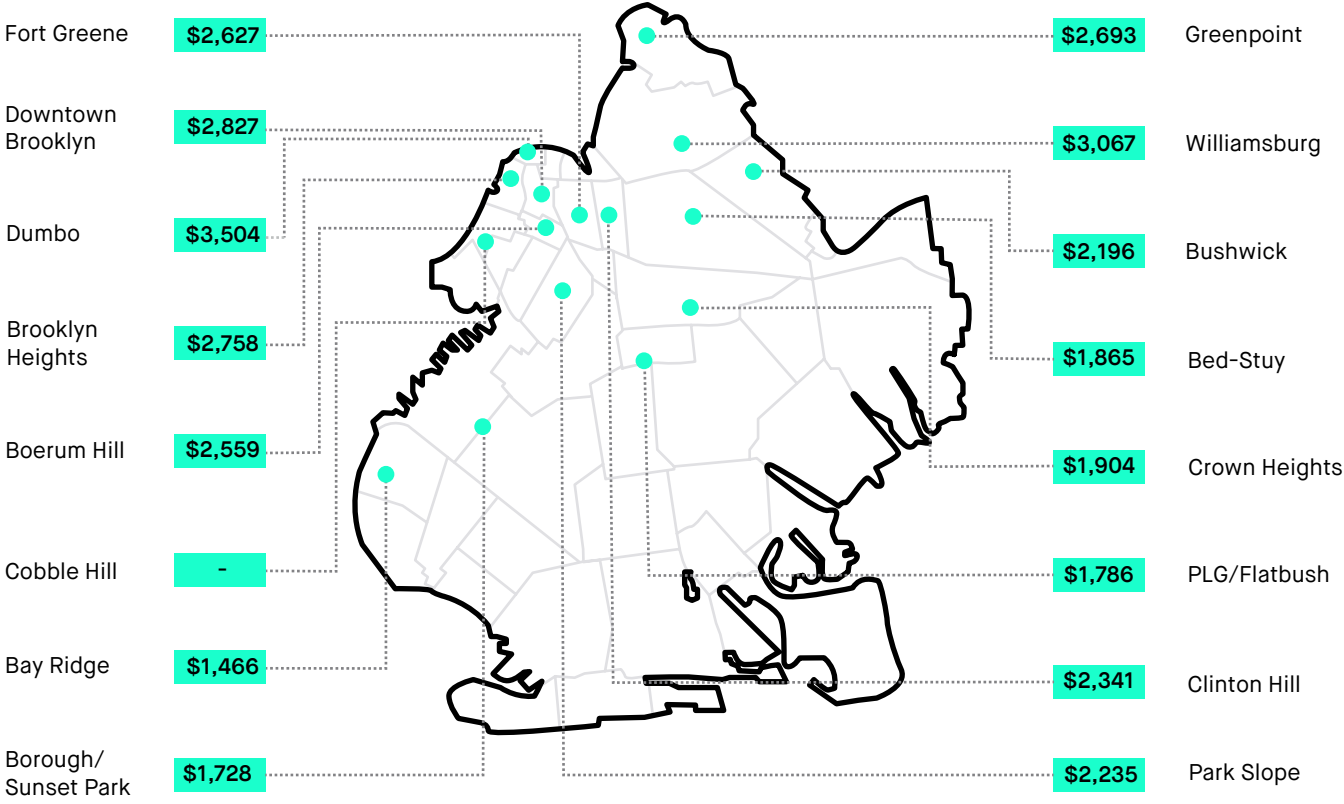 Fort Greene
$2,627
Downtown
Brooklyn
$2,827
Dumbo
$3,504
Brooklyn
Heights
$2,758
Boerum Hill
$2,559
Cobble Hill
-
Bay Ridge
$1,466
Borough/
Sunset Park
$1,728
$2,693
Greenpoint
$3,067
Williamsburg
$2,196
Bushwick
$1,865
Bed-Stuy
$1,904
Crown Heights
$1,786
PLG/Flatbush
$2,341
Clinton Hill
$2,235
Park Slope